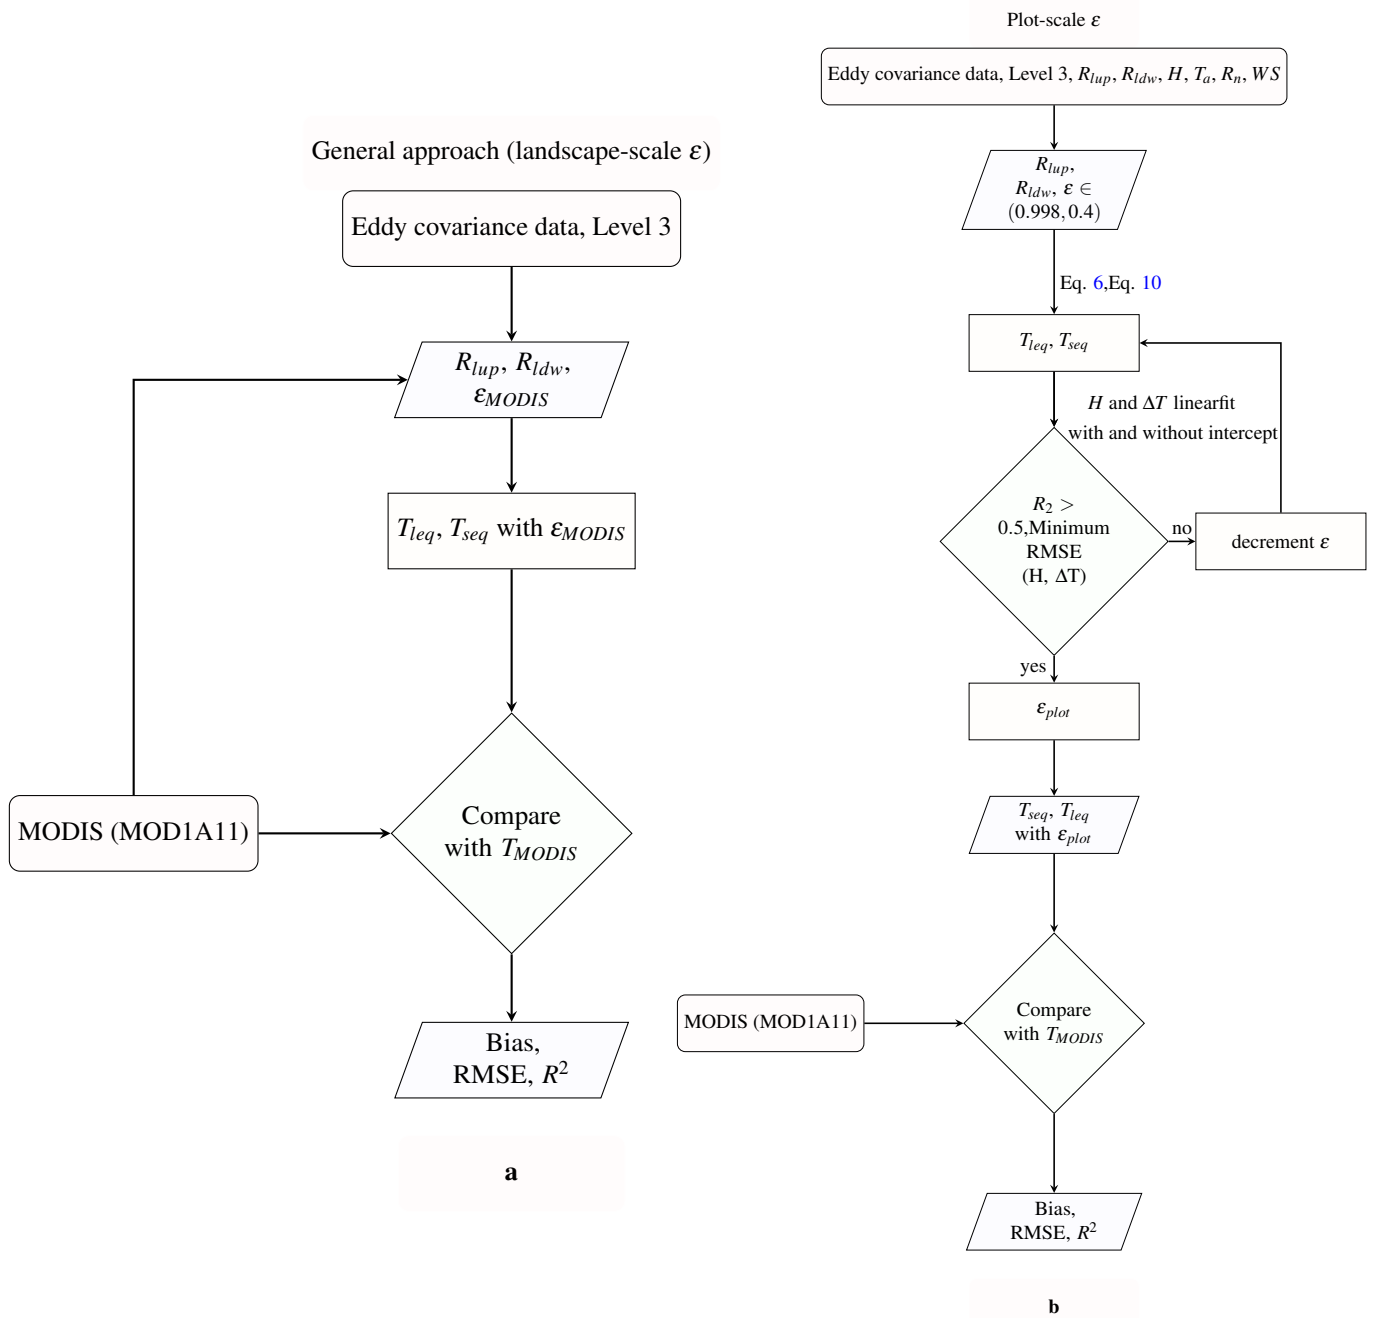 General approach (landscape-scale ε)
Eddy covariance data, Level 3
R_lup, R_ldw,
ε_MODIS
T_leq, T_seq with ε_MODIS
MODIS (MOD1A11)
Compare
with T_MODIS
Bias,
RMSE, R²
a
Plot-scale ε
Eddy covariance data, Level 3, R_lup, R_ldw, H, T_a, R_n, WS
R_lup,
R_ldw, ε ∈
(0.998,0.4)
Eq. 6,Eq. 10
T_leq, T_seq
H and ΔT linearfit
with and without intercept
R_2 >
0.5,Minimum
RMSE
(H, ΔT)
no
decrement ε
yes
ε_plot
T_seq, T_leq
with ε_plot
MODIS (MOD1A11)
Compare
with T_MODIS
Bias,
RMSE, R²
b